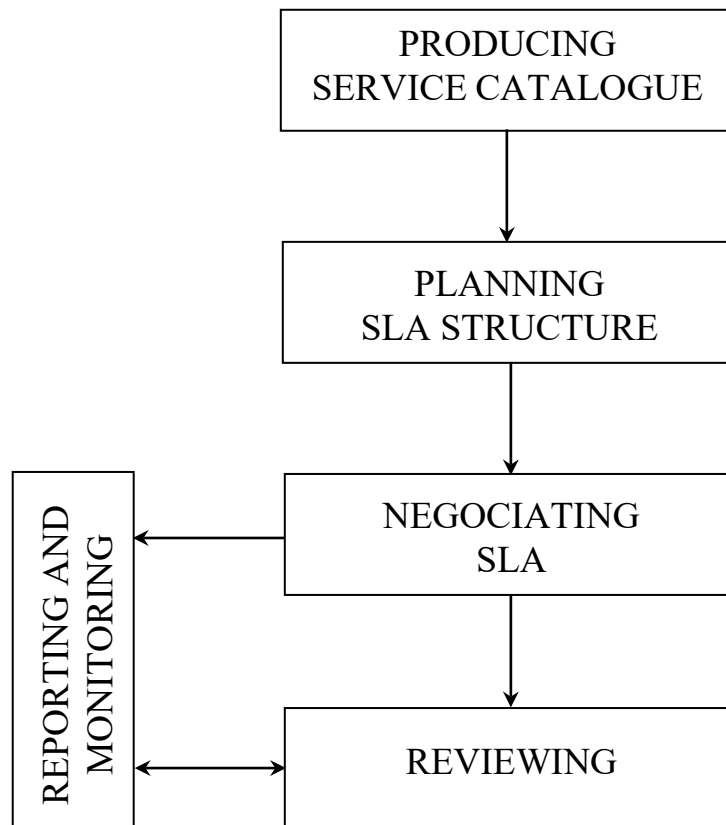 PRODUCING
SERVICE CATALOGUE
PLANNING
SLA STRUCTURE
NEGOCIATING
SLA
REPORTING AND
MONITORING
REVIEWING